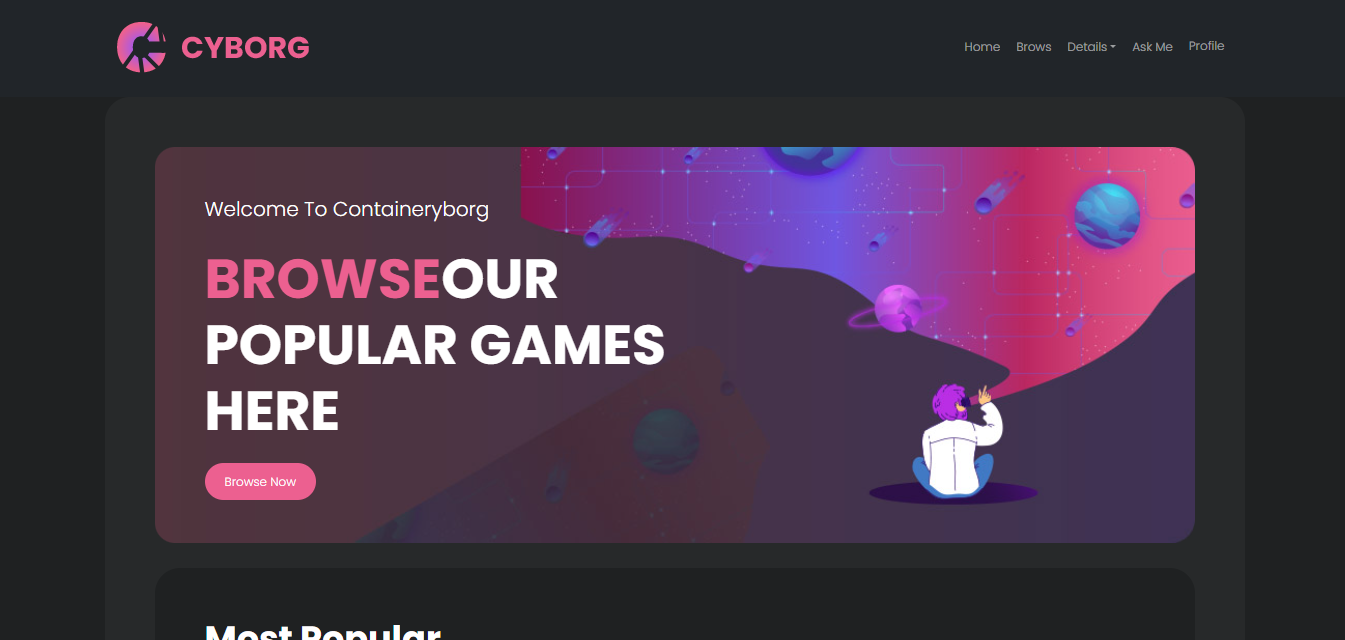 CYBORG
Home Brows Details Ask Me Profile
Welcome To Containeryborg
BROWSEOUR
POPULAR GAMES
HERE
Browse Now
Most Popular